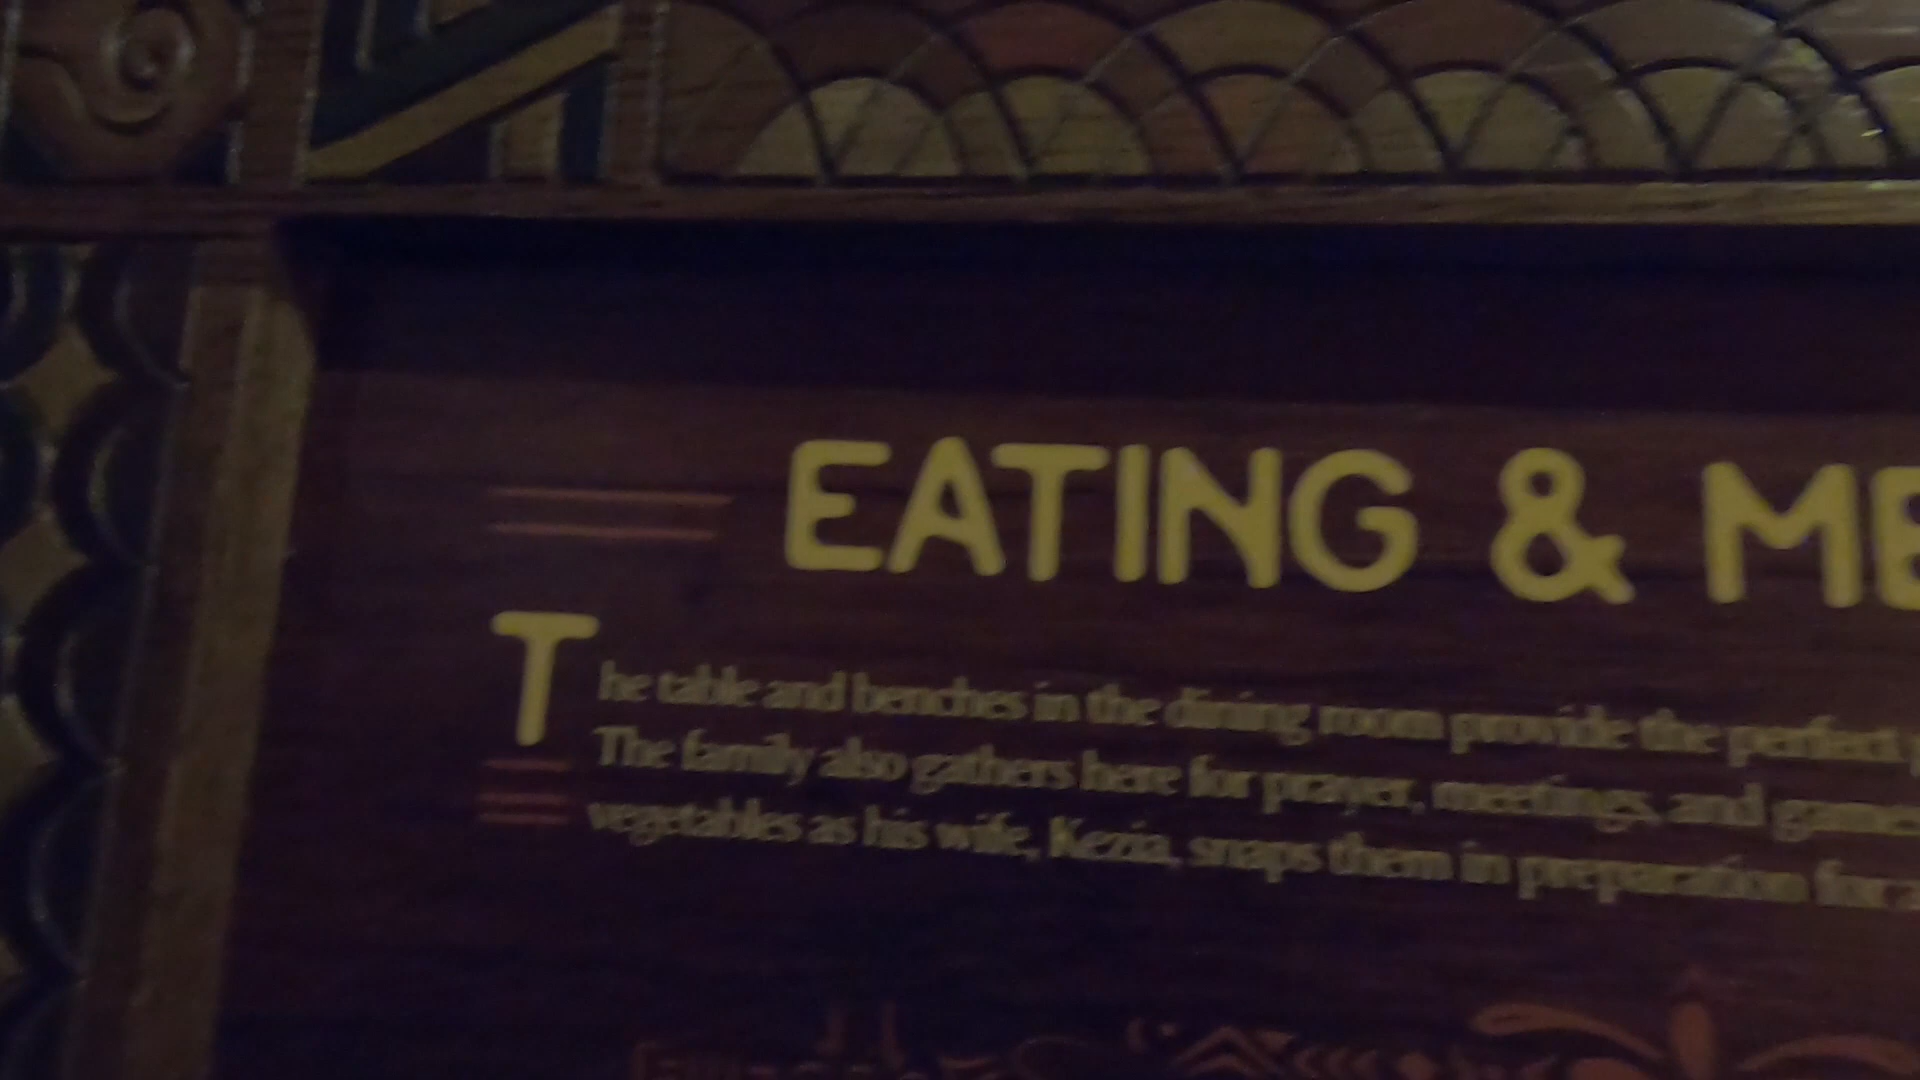 EATING & ME
The table and benches in the dining room provide the perfect
The family also gathers here for prayer, meetings, and games
vegetables as his wife, Kezia, snaps them in preparation for a